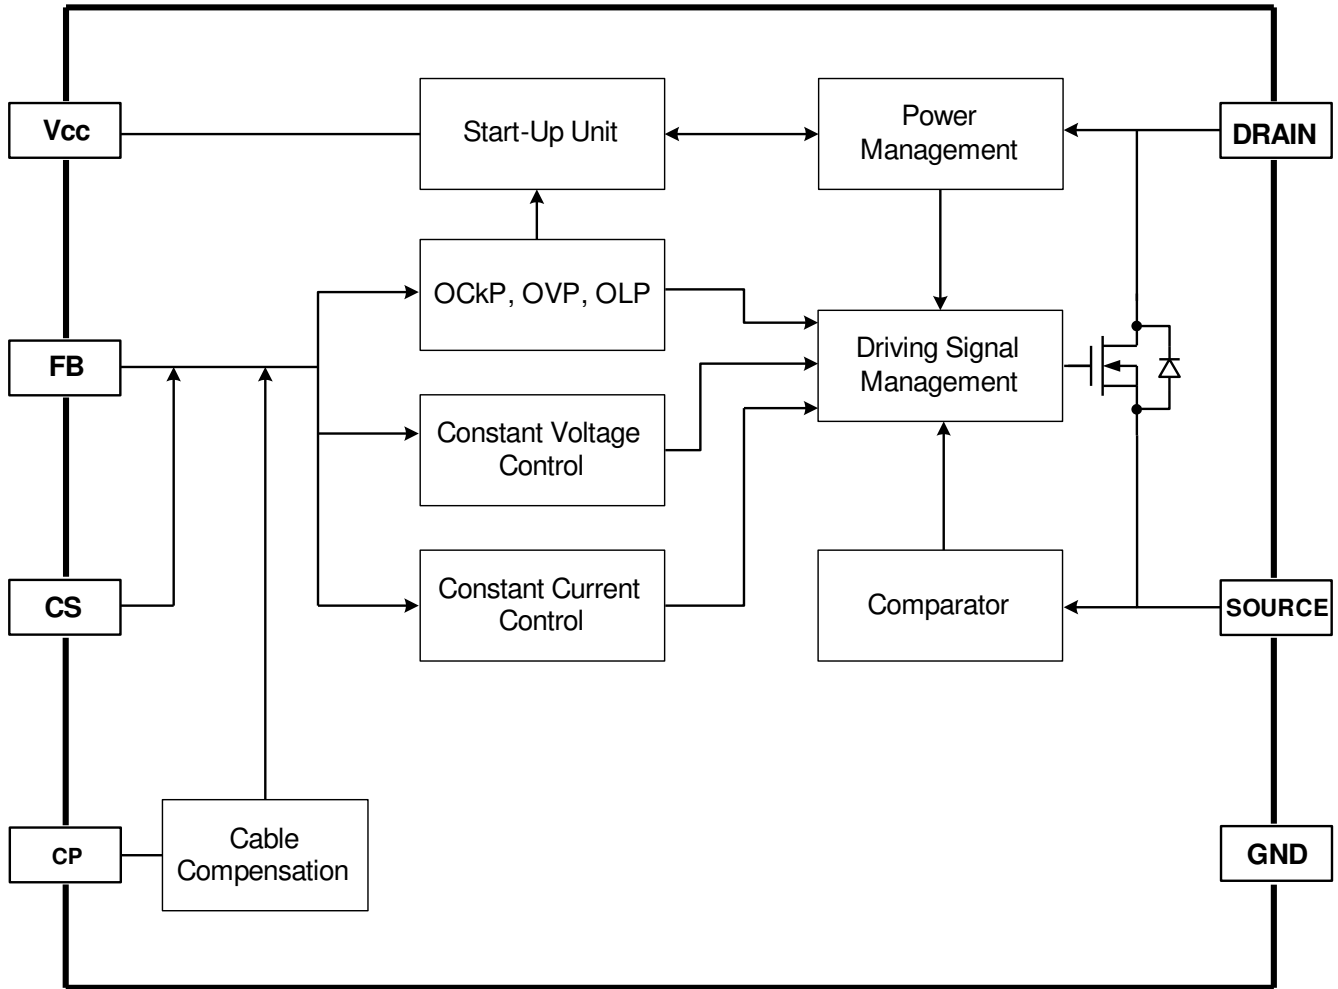 Vcc
Start-Up Unit
Power
Management
DRAIN
OCkP, OVP, OLP
FB
Driving Signal
Management
Constant Voltage
Control
CS
Constant Current
Control
Comparator
SOURCE
CP
Cable
Compensation
GND